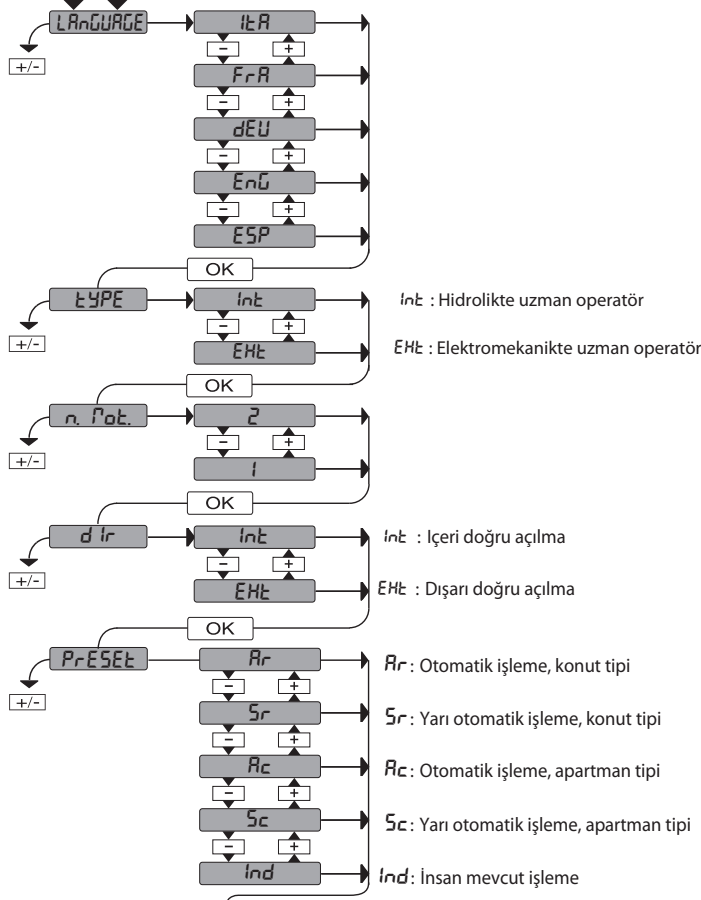 LAnGUAGE
ItA
+/-
-
+
FrA
-
+
dEU
-
+
EnG
-
+
ESP
OK
tYPE
Int
Int : Hidrolikte uzman operatör
+/-
-
+
EHt
EHt : Elektromekanikte uzman operatör
OK
n. Mot.
2
+/-
-
+
1
OK
dIr
Int
Int : Içeri doğru açılma
+/-
-
+
EHt
EHt : Dışarı doğru açılma
OK
PrESEt
Ar
Ar : Otomatik işleme, konut tipi
+/-
-
+
Sr
Sr : Yarı otomatik işleme, konut tipi
-
+
Ac
Ac : Otomatik işleme, apartman tipi
-
+
Sc
Sc : Yarı otomatik işleme, apartman tipi
-
+
Ind
Ind : İnsan mevcut işleme